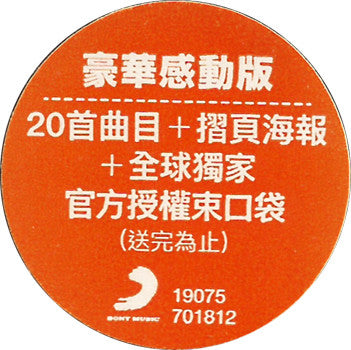 豪華感動版
20首曲目＋摺頁海報
＋全球獨家
官方授權束口袋
(送完為止)
SONY MUSIC
19075
701812